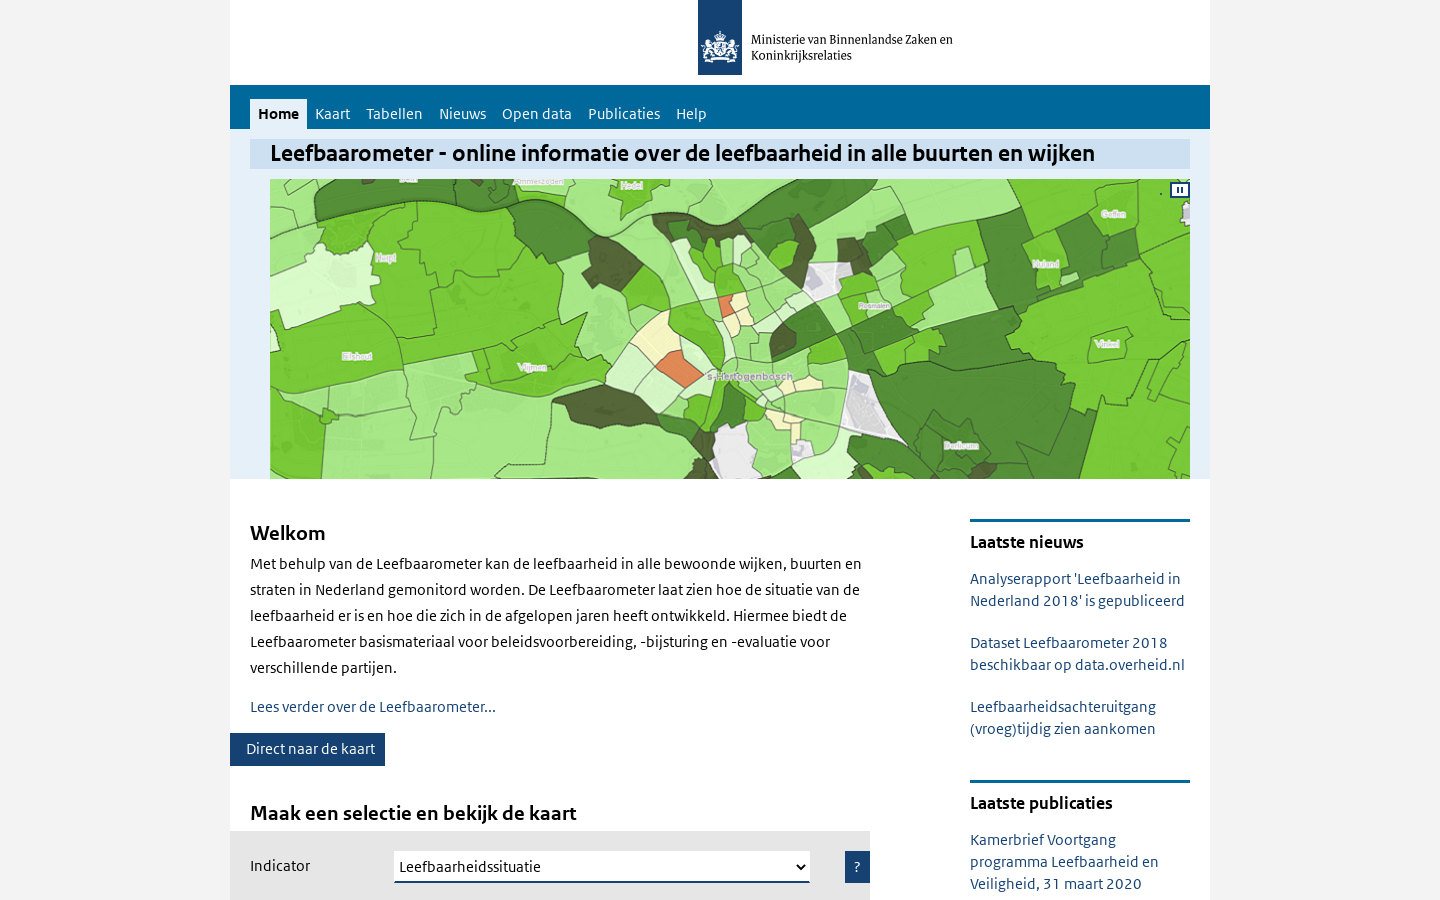 Ministerie van Binnenlandse Zaken en
Koninkrijksrelaties
Home Kaart Tabellen Nieuws Open data Publicaties Help
Leefbaarometer - online informatie over de leefbaarheid in alle buurten en wijken
Ammerzoden
Hedel
Geffen
Nuland
Rosmalen
Elshout
Vlijmen
Vinkel
's-Hertogenbosch
Berlicum
Welkom
Met behulp van de Leefbaarometer kan de leefbaarheid in alle bewoonde wijken, buurten en
straten in Nederland gemonitord worden. De Leefbaarometer laat zien hoe de situatie van de
leefbaarheid er is en hoe die zich in de afgelopen jaren heeft ontwikkeld. Hiermee biedt de
Leefbaarometer basismateriaal voor beleidsvoorbereiding, -bijsturing en -evaluatie voor
verschillende partijen.
Lees verder over de Leefbaarometer...
Direct naar de kaart
Maak een selectie en bekijk de kaart
Indicator
Leefbaarheidssituatie
?
Laatste nieuws
Analyserapport 'Leefbaarheid in
Nederland 2018' is gepubliceerd
Dataset Leefbaarometer 2018
beschikbaar op data.overheid.nl
Leefbaarheidsachteruitgang
(vroeg)tijdig zien aankomen
Laatste publicaties
Kamerbrief Voortgang
programma Leefbaarheid en
Veiligheid, 31 maart 2020